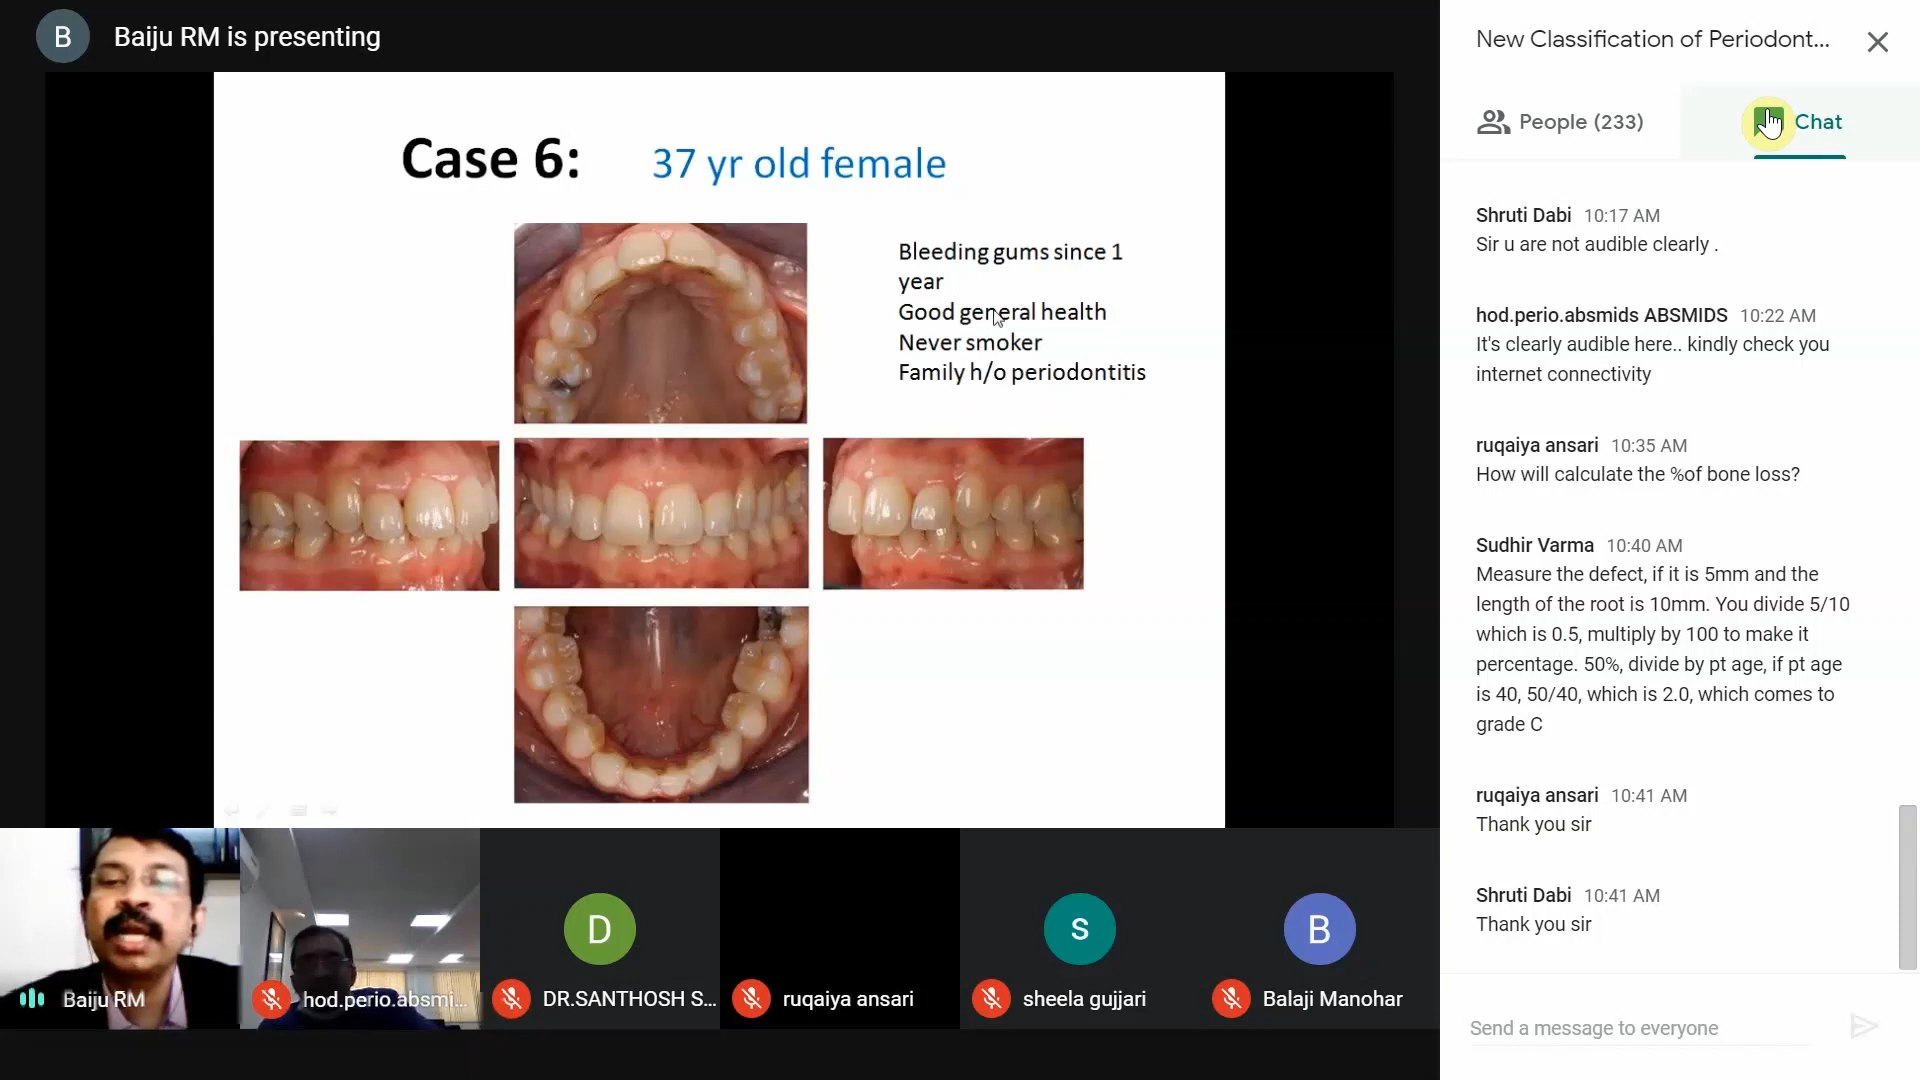 B
Baiju RM is presenting
Case 6:
37 yr old female
Bleeding gums since 1
year
Good general health
Never smoker
Family h/o periodontitis
Baiju RM
hod.perio.absmi...
D
DR.SANTHOSH S...
ruqaiya ansari
s
sheela gujjari
B
Balaji Manohar
New Classification of Periodont...
People (233)
Chat
Shruti Dabi 10:17 AM
Sir u are not audible clearly .
hod.perio.absmids ABSMIDS 10:22 AM
It's clearly audible here.. kindly check you
internet connectivity
ruqaiya ansari 10:35 AM
How will calculate the %of bone loss?
Sudhir Varma 10:40 AM
Measure the defect, if it is 5mm and the
length of the root is 10mm. You divide 5/10
which is 0.5, multiply by 100 to make it
percentage. 50%, divide by pt age, if pt age
is 40, 50/40, which is 2.0, which comes to
grade C
ruqaiya ansari 10:41 AM
Thank you sir
Shruti Dabi 10:41 AM
Thank you sir
Send a message to everyone